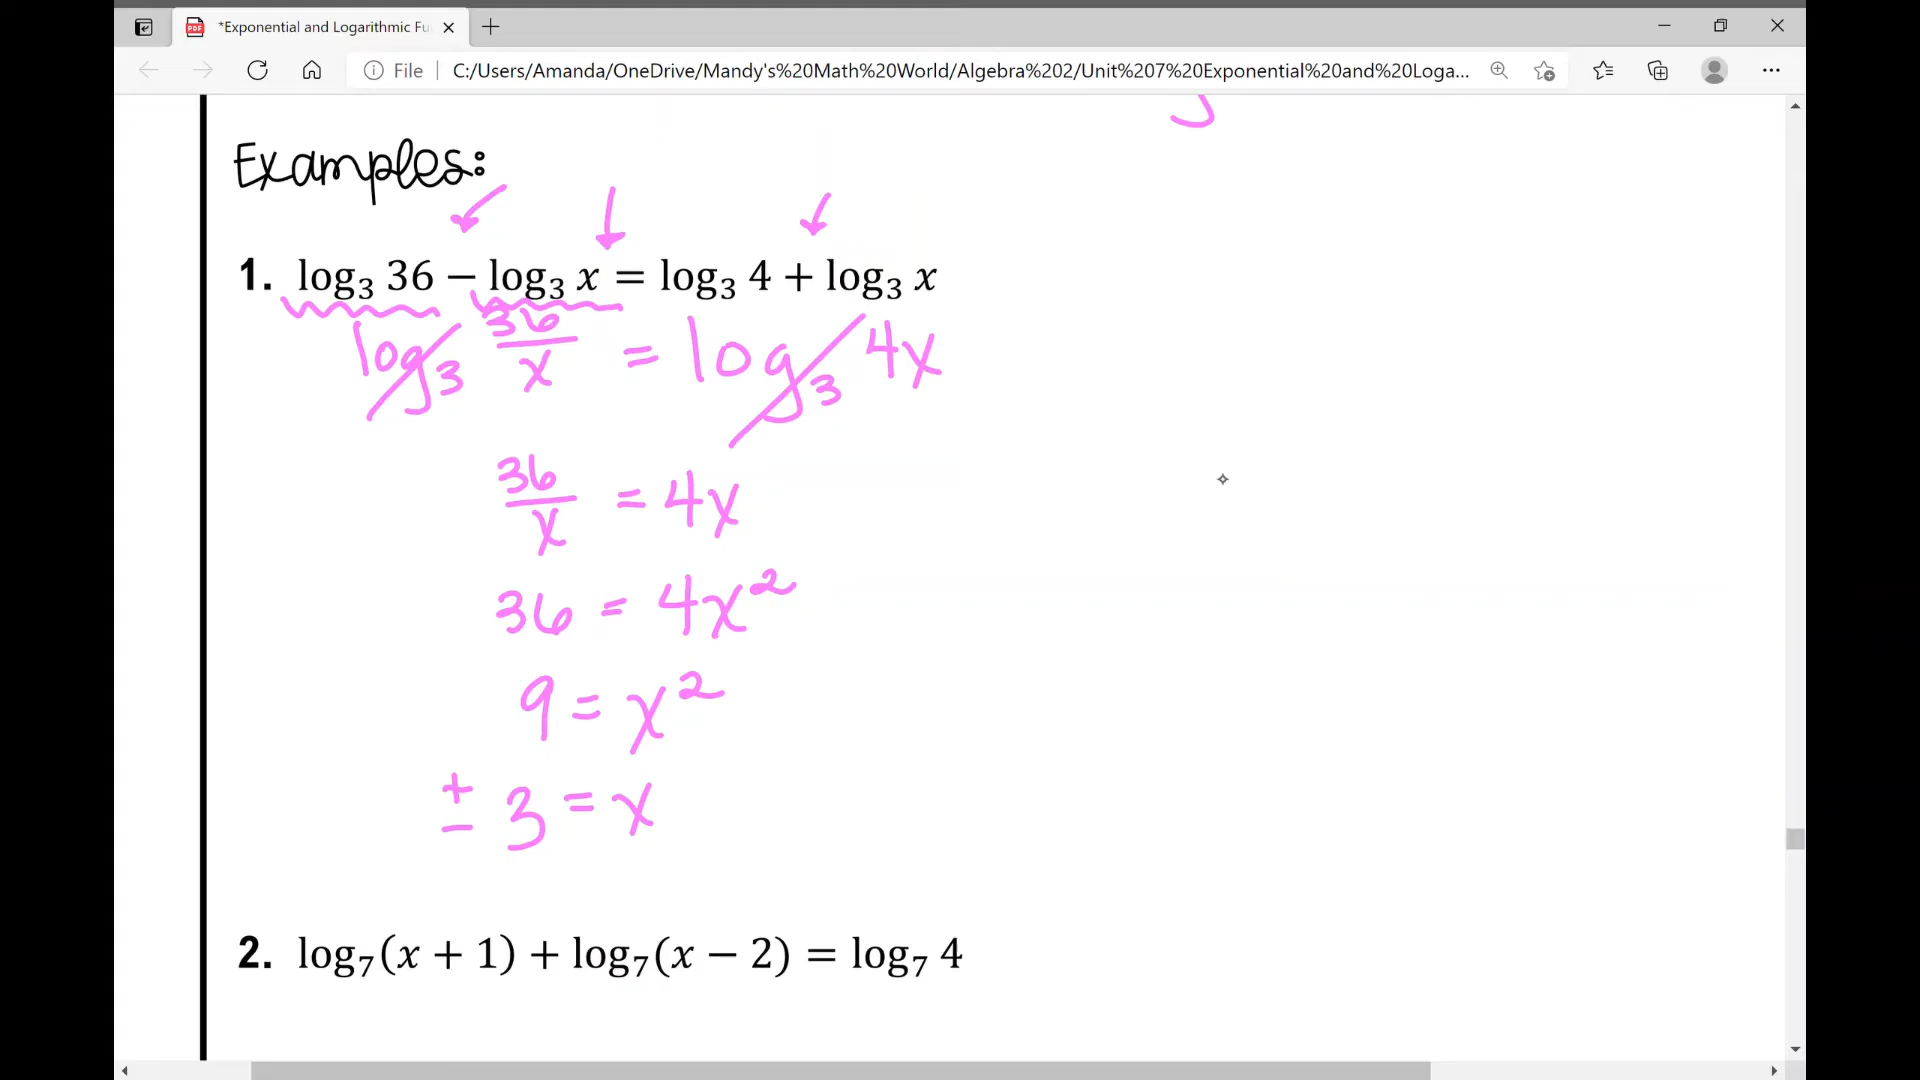 *Exponential and Logarithmic Fu
File
C:/Users/Amanda/OneDrive/Mandy's%20Math%20World/Algebra%202/Unit%207%20Exponential%20and%20Loga...
Examples:
1. log₃ 36 − log₃ x = log₃ 4 + log₃ x
log₃ 36/x = log₃ 4x
36/x = 4x
36 = 4x²
9 = x²
± 3 = x
2. log₇(x + 1) + log₇(x − 2) = log₇ 4